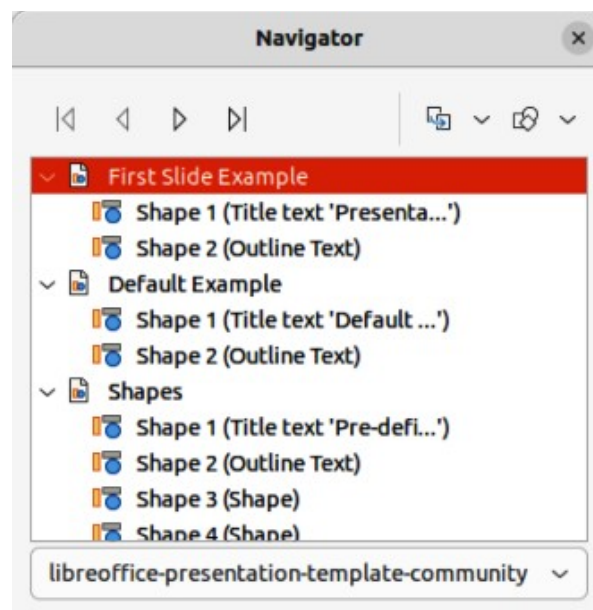 Navigator
First Slide Example
Shape 1 (Title text 'Presenta...')
Shape 2 (Outline Text)
Default Example
Shape 1 (Title text 'Default ...')
Shape 2 (Outline Text)
Shapes
Shape 1 (Title text 'Pre-defi...')
Shape 2 (Outline Text)
Shape 3 (Shape)
Shape 4 (Shape)
libreoffice-presentation-template-community